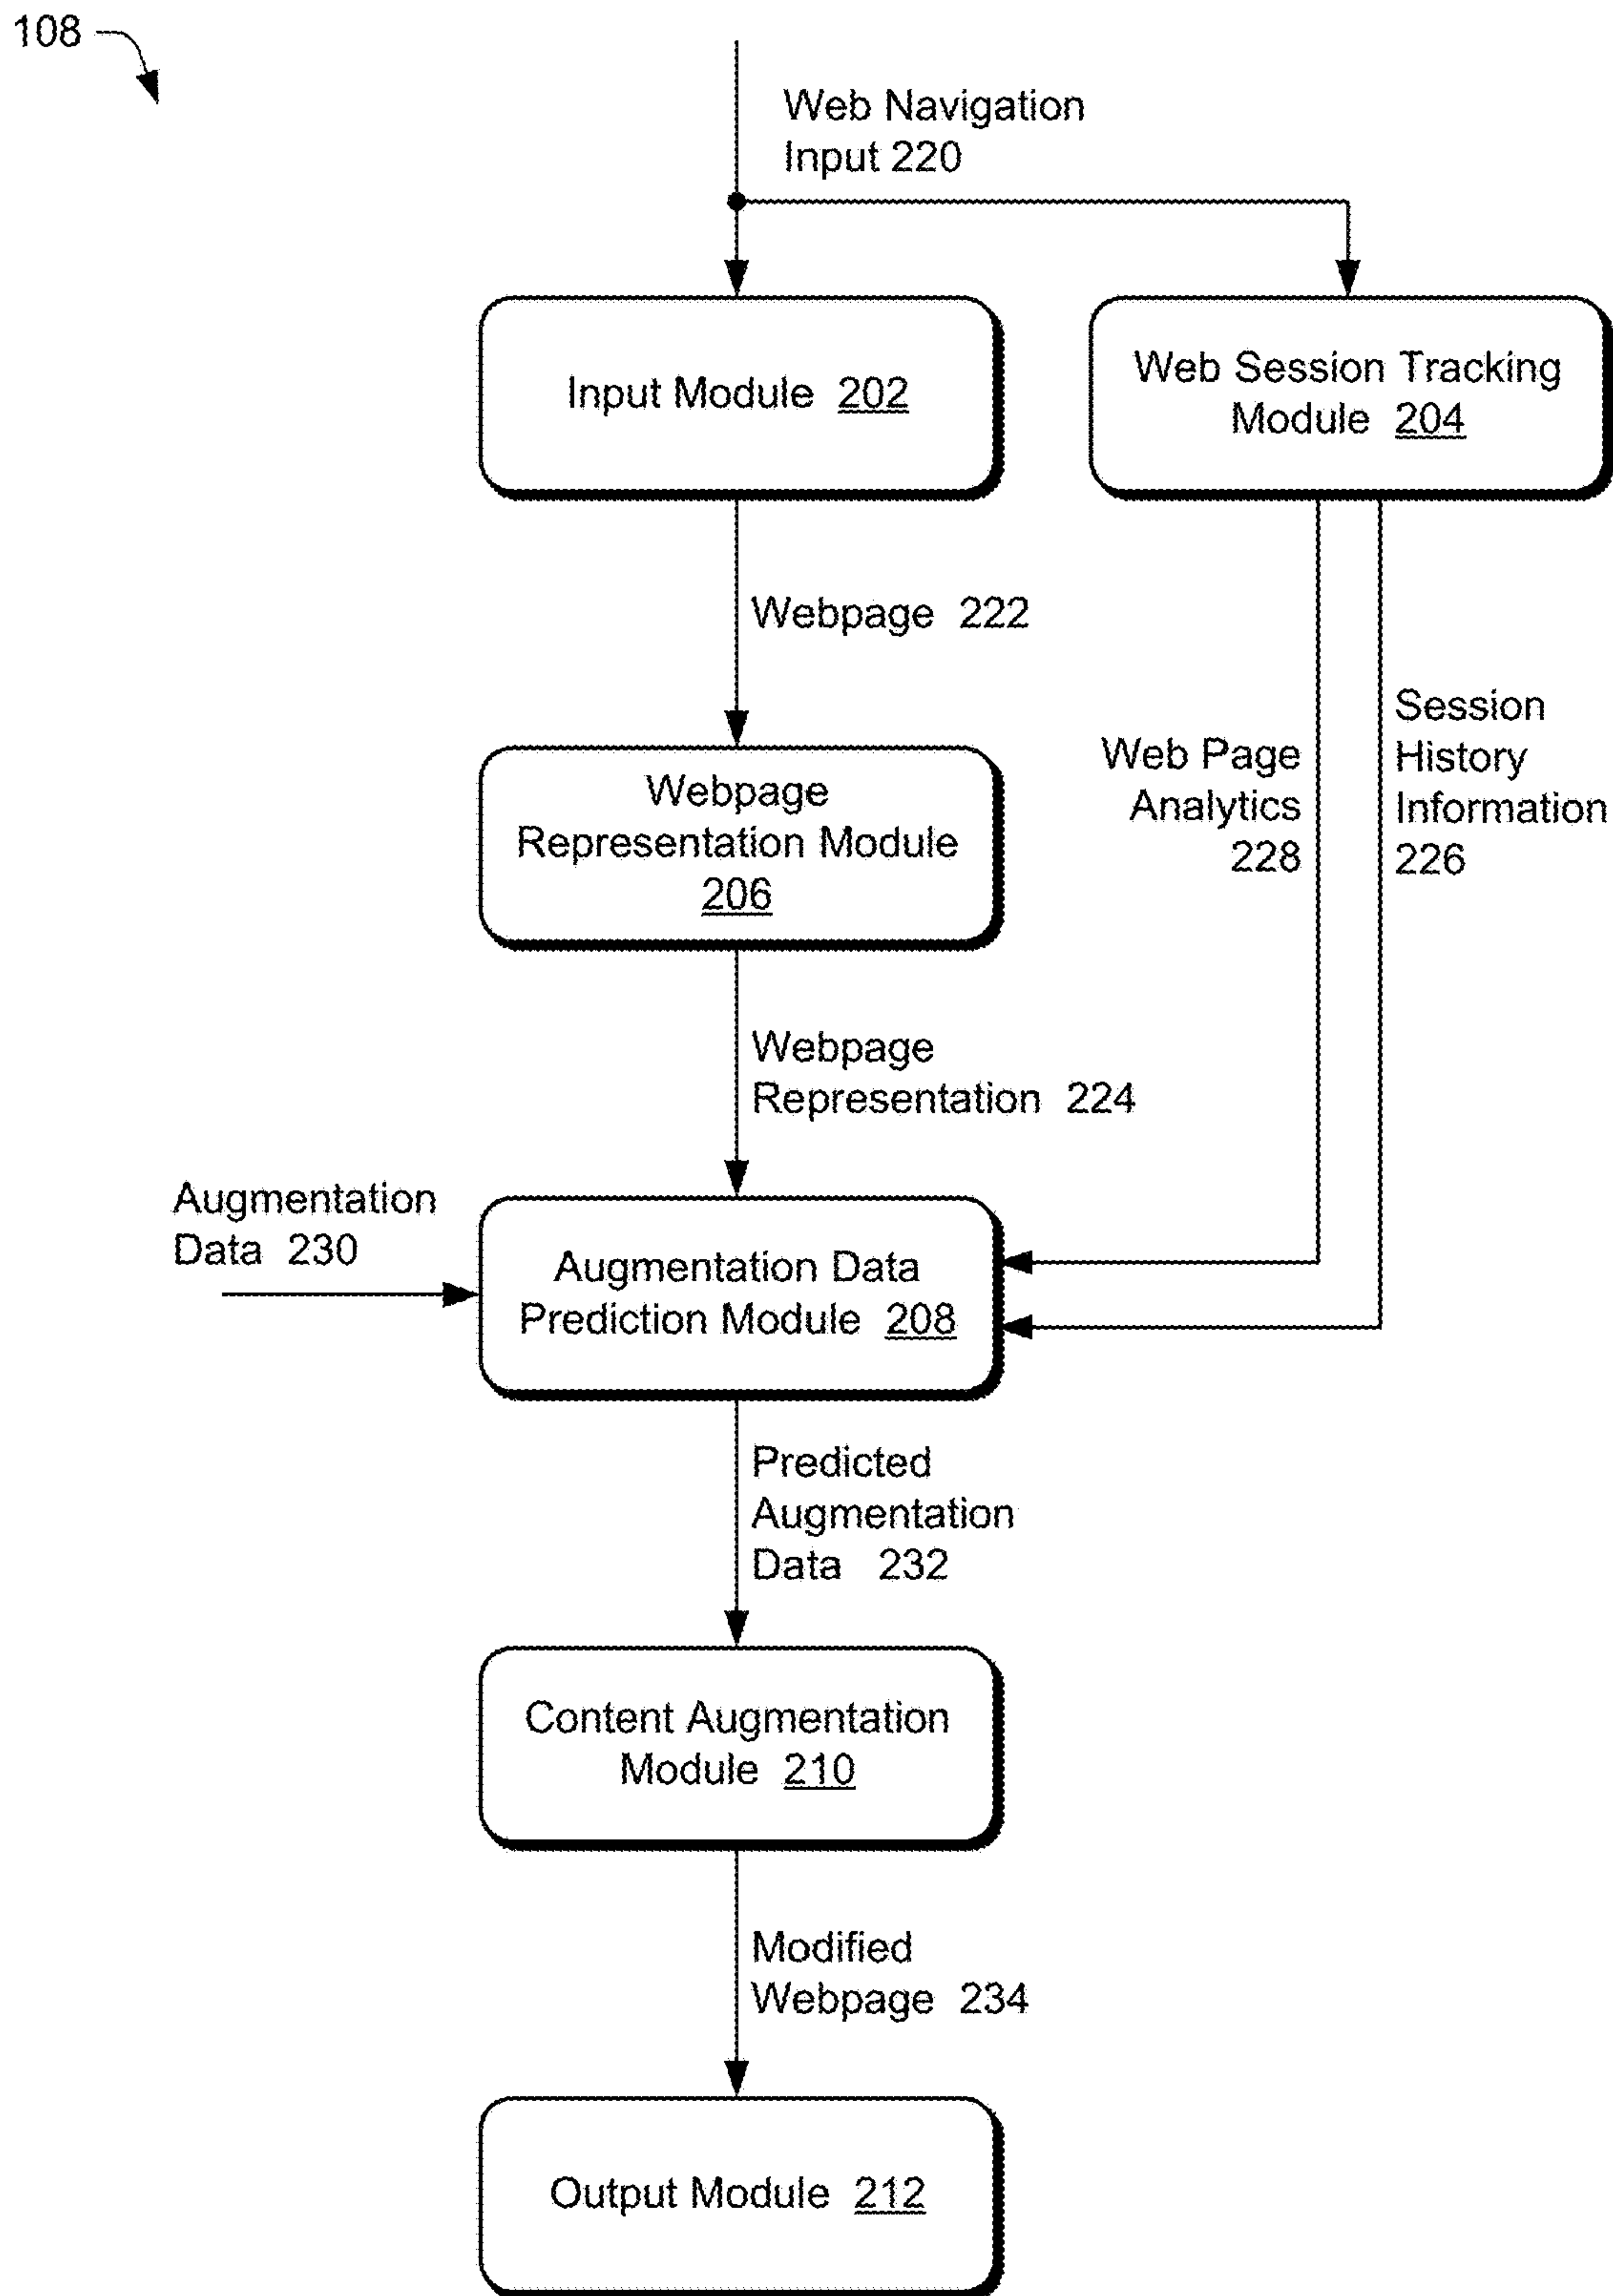 108
Web Navigation
Input 220
Input Module 202
Web Session Tracking
Module 204
Webpage 222
Session
History
Information
226
Web Page
Analytics
228
Webpage
Representation Module
206
Webpage
Representation 224
Augmentation
Data 230
Augmentation Data
Prediction Module 208
Predicted
Augmentation
Data 232
Content Augmentation
Module 210
Modified
Webpage 234
Output Module 212